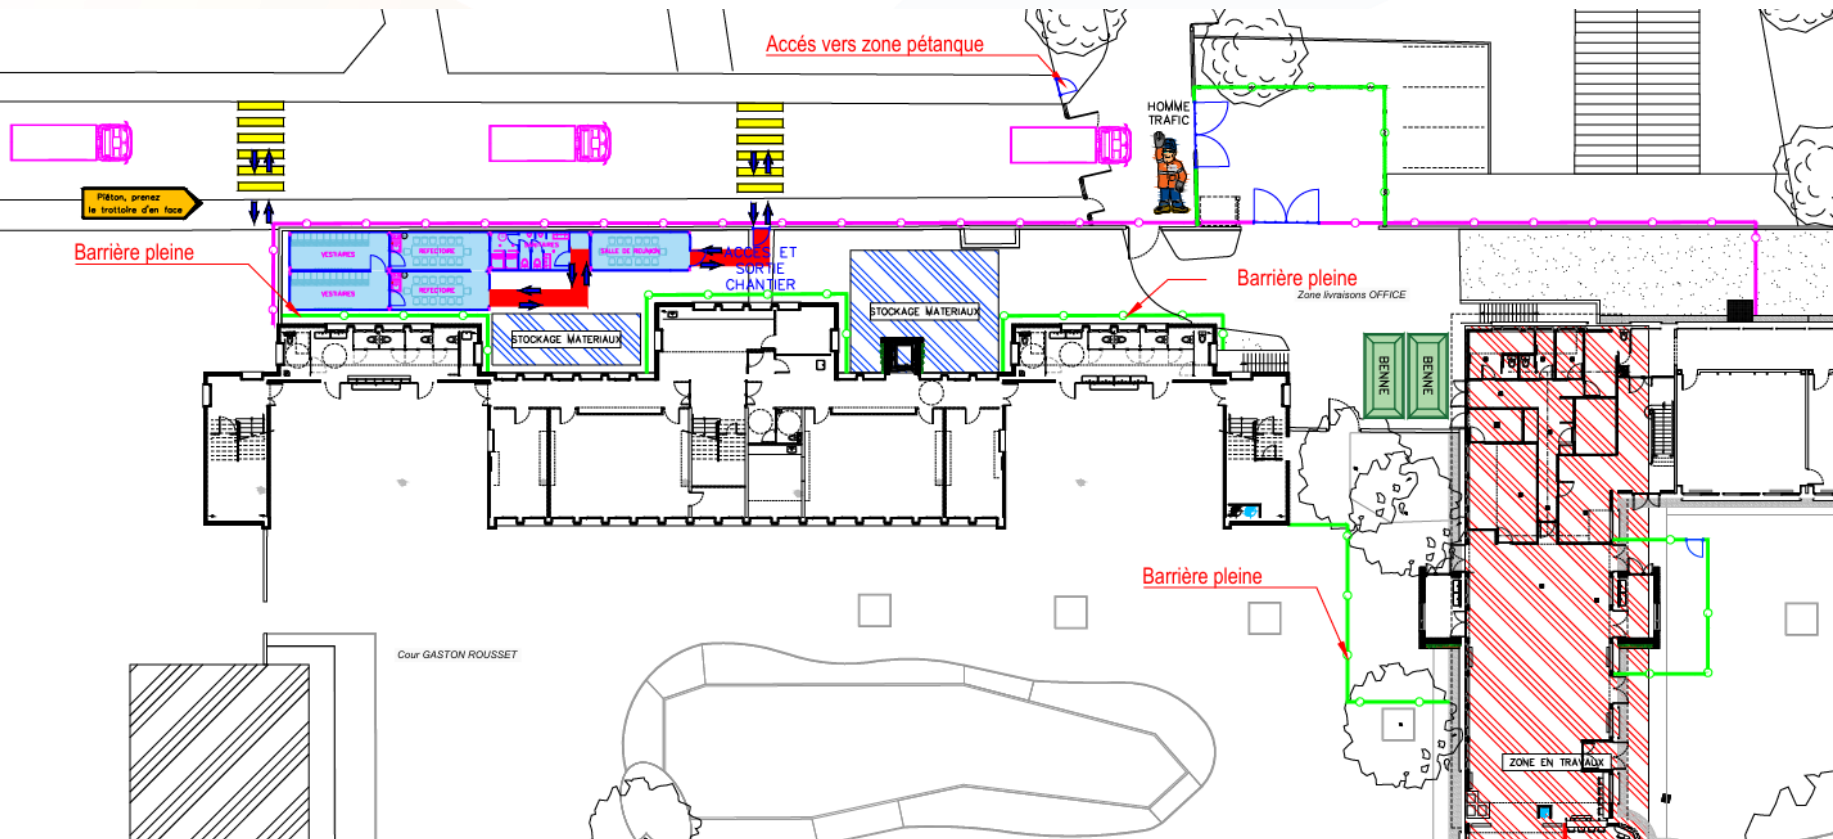 Accés vers zone pétanque
HOMME
TRAFIC
Piéton, prenez
le trottoire d'en face
Barrière pleine
VESTIAIRES
REFECTOIRE
SANITAIRES
SALLE DE REUNION
ACCES ET
SORTIE
CHANTIER
VESTIAIRES
REFECTOIRE
Barrière pleine
Zone livraisons OFFICE
STOCKAGE MATERIAUX
STOCKAGE MATERIAUX
BENNE
BENNE
Barrière pleine
Cour GASTON ROUSSET
ZONE EN TRAVAUX